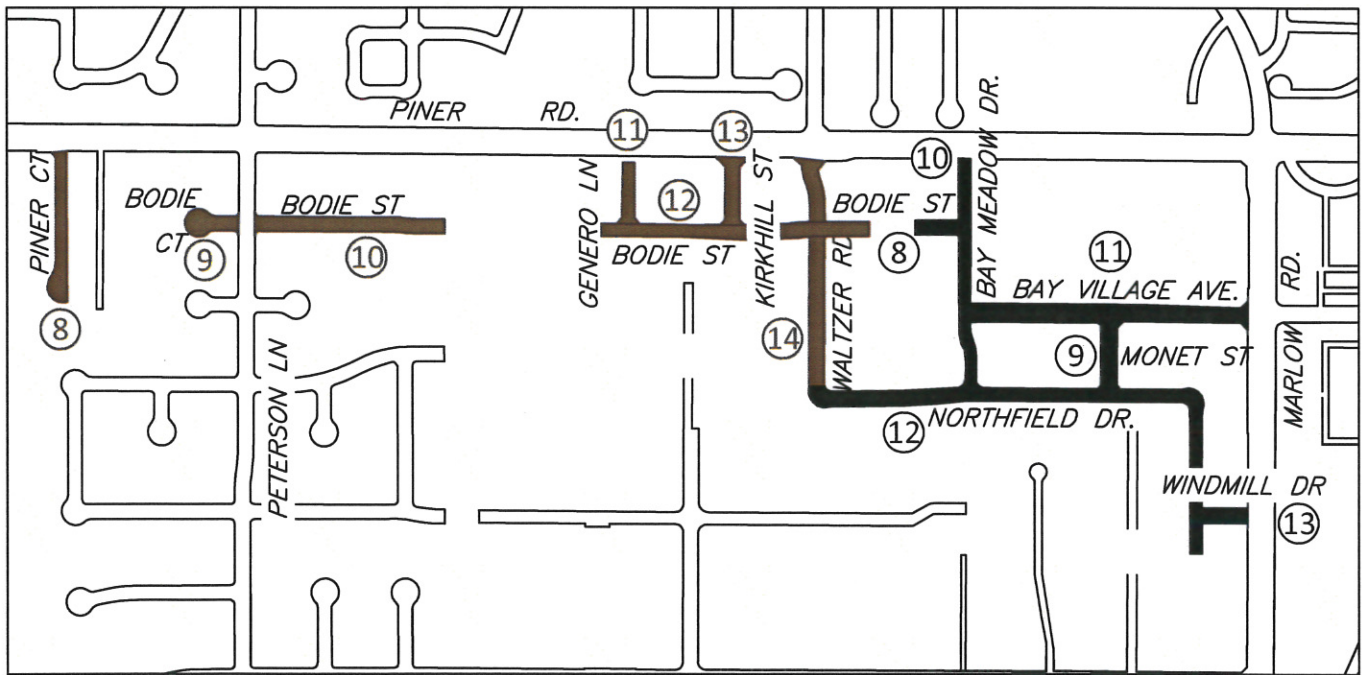 PINER RD.
BAY MEADOW DR.
11
13
10
PINER CT
BODIE CT
9
BODIE ST
10
GENERO LN
12
BODIE ST
KIRKHILL ST
BODIE ST
8
8
WALTZER RD
14
11
BAY VILLAGE AVE.
9
MONET ST
MARLOW RD.
PETERSON LN
12
NORTHFIELD DR.
WINDMILL DR
13